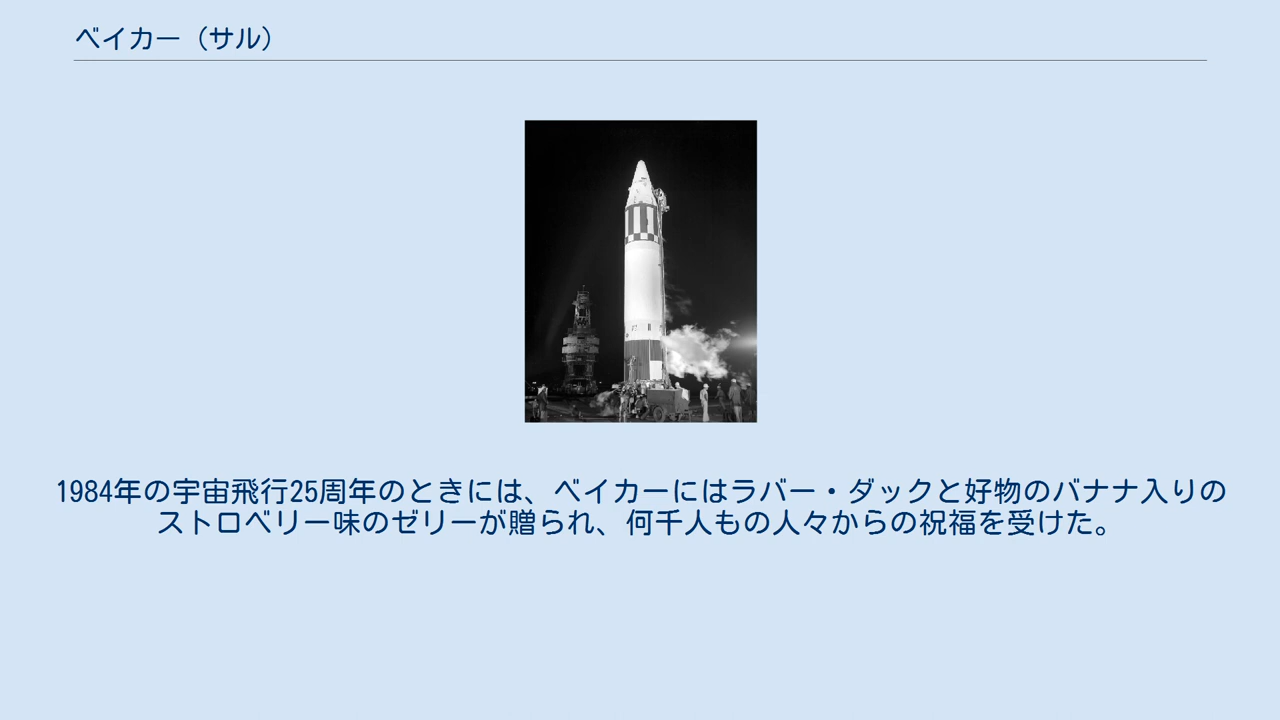 ベイカー（サル）
1984年の宇宙飛行25周年のときには、ベイカーにはラバー・ダックと好物のバナナ入りの
ストロベリー味のゼリーが贈られ、何千人もの人々からの祝福を受けた。